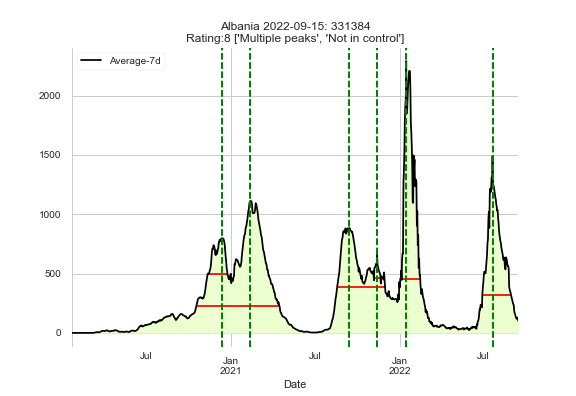 Albania 2022-09-15: 331384
Rating:8 ['Multiple peaks', 'Not in control']
Average-7d
2000
1500
1000
500
0
Jul
Jan
2021
Jul
Jan
2022
Jul
Date